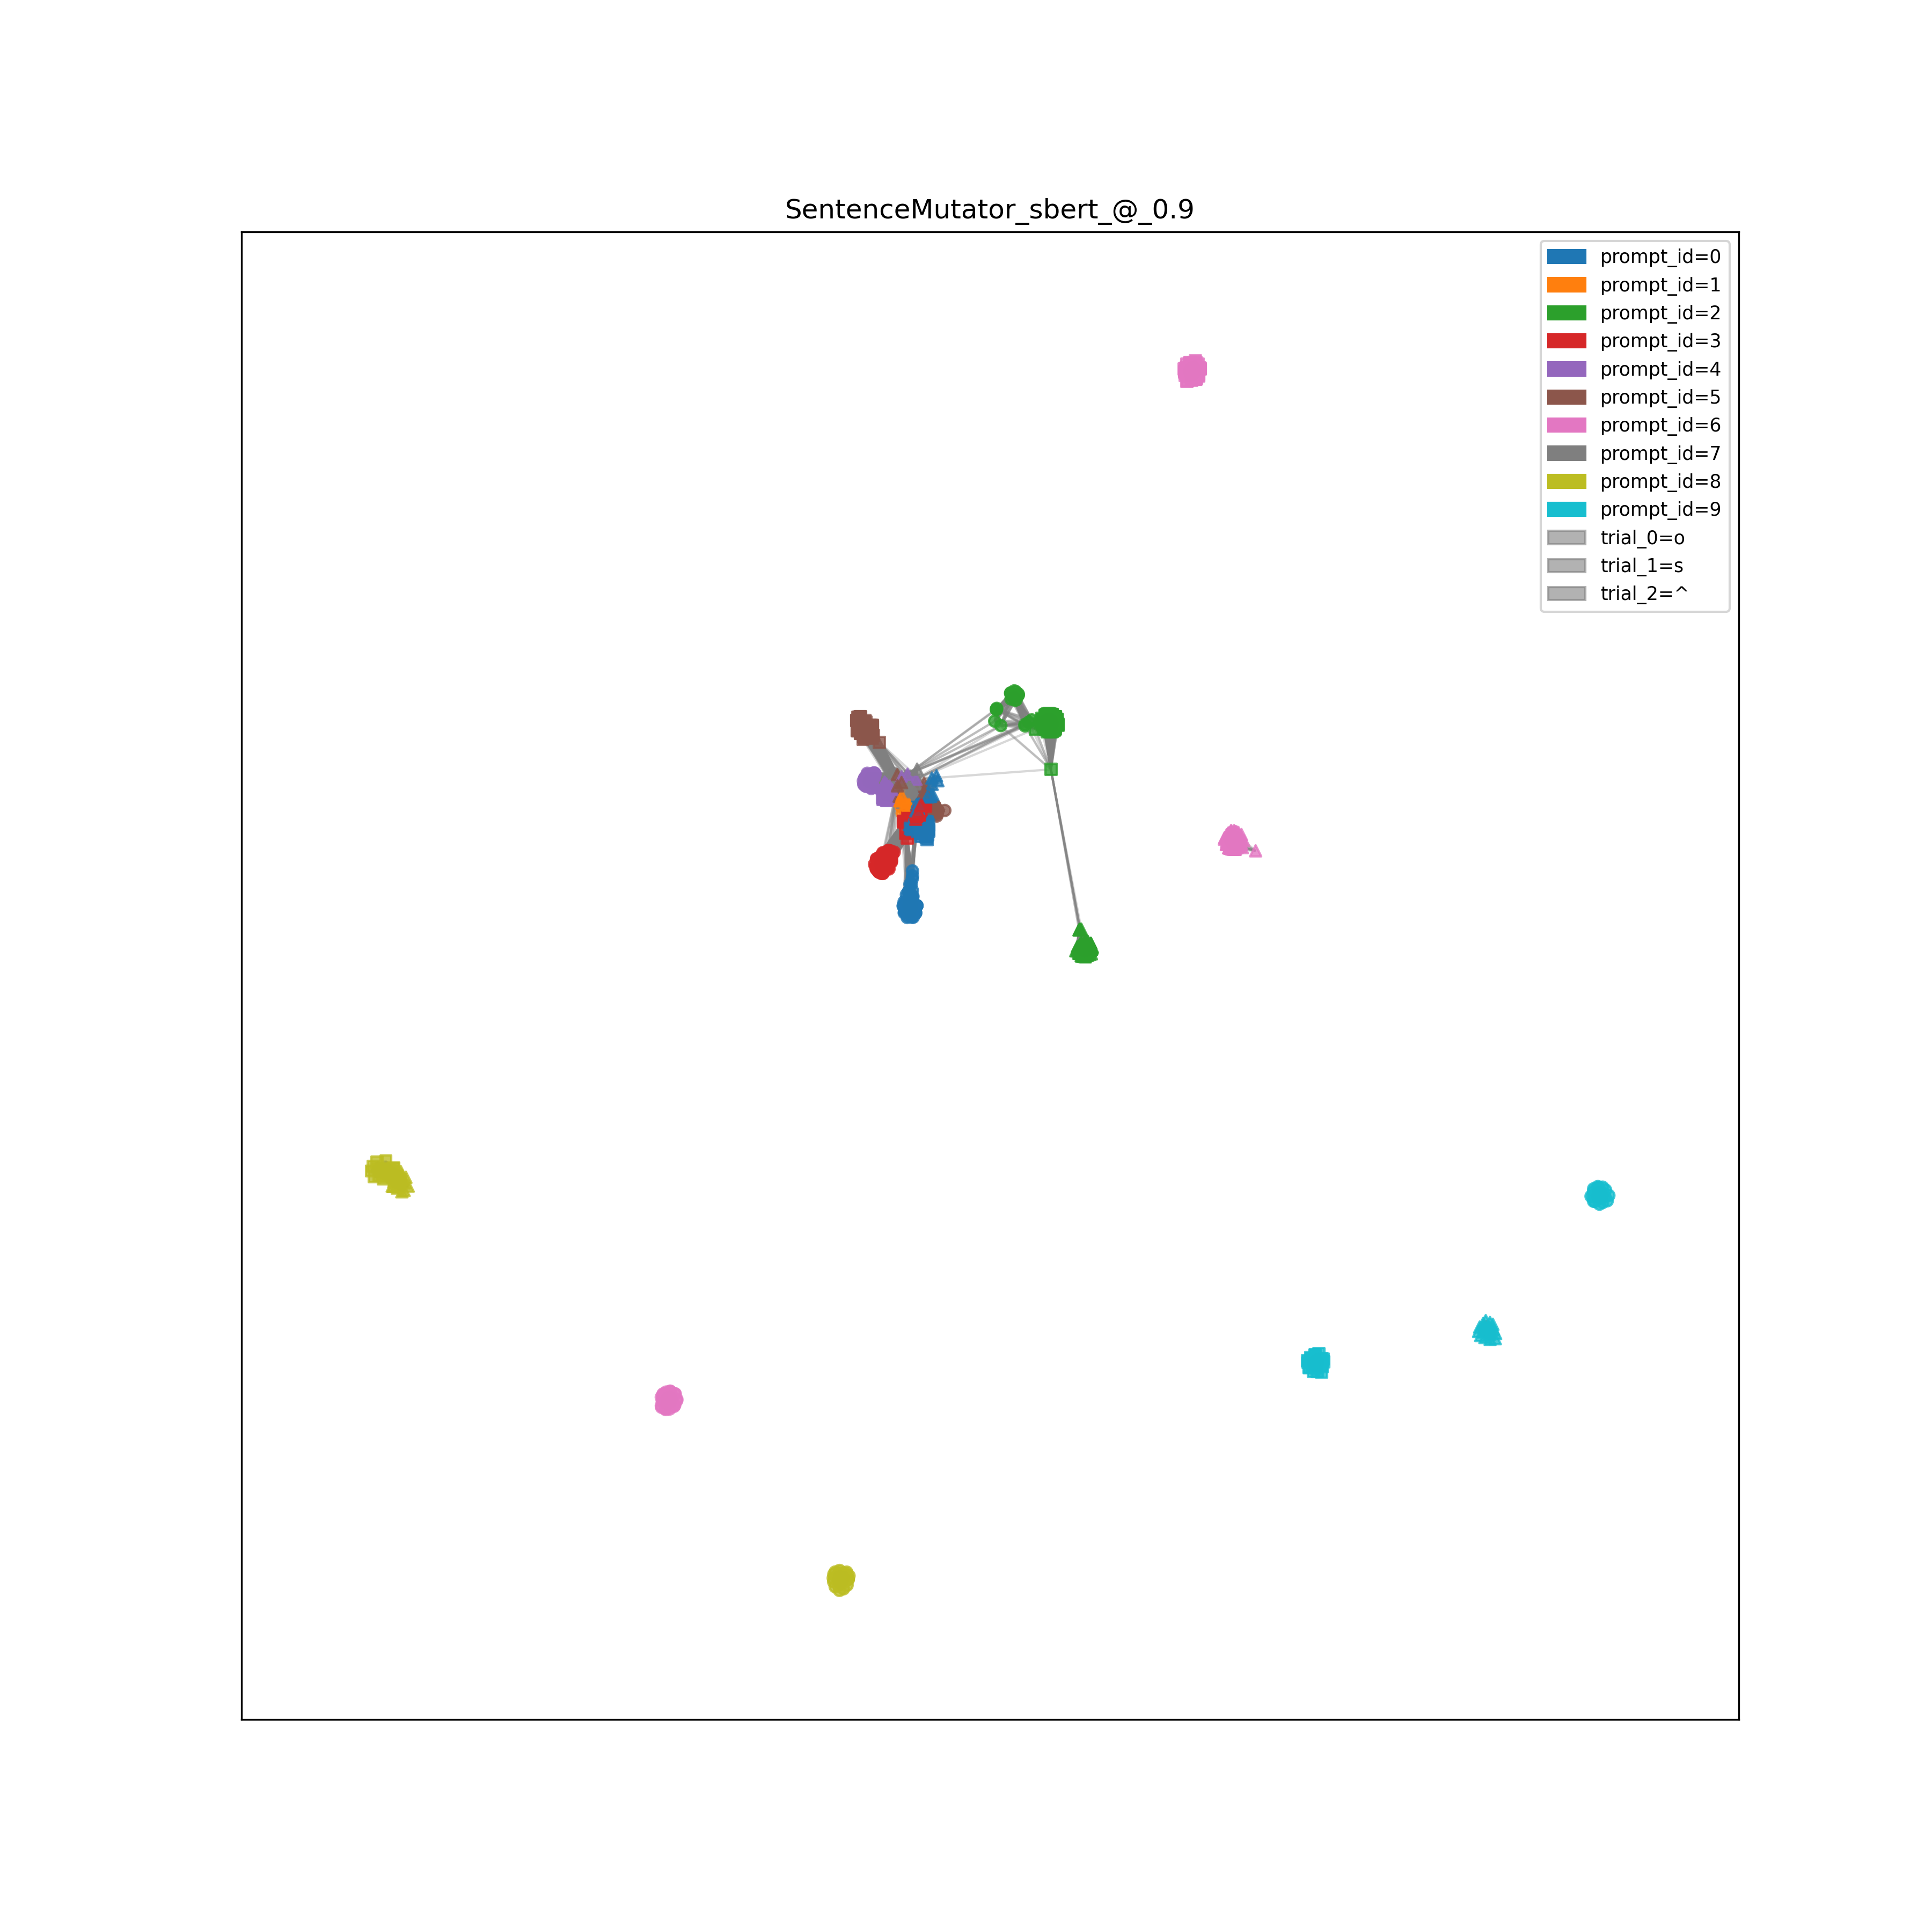 SentenceMutator_sbert_@_0.9
prompt_id=0
prompt_id=1
prompt_id=2
prompt_id=3
prompt_id=4
prompt_id=5
prompt_id=6
prompt_id=7
prompt_id=8
prompt_id=9
trial_0=o
trial_1=s
trial_2=^